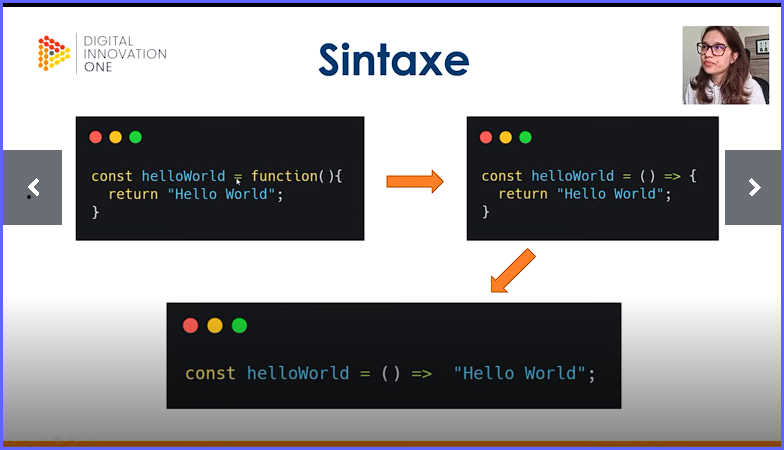 DIGITAL
INNOVATION
ONE
Sintaxe
const helloWorld = function(){
return "Hello World";
}
const helloWorld = () => {
return "Hello World";
}
const helloWorld = () => "Hello World";